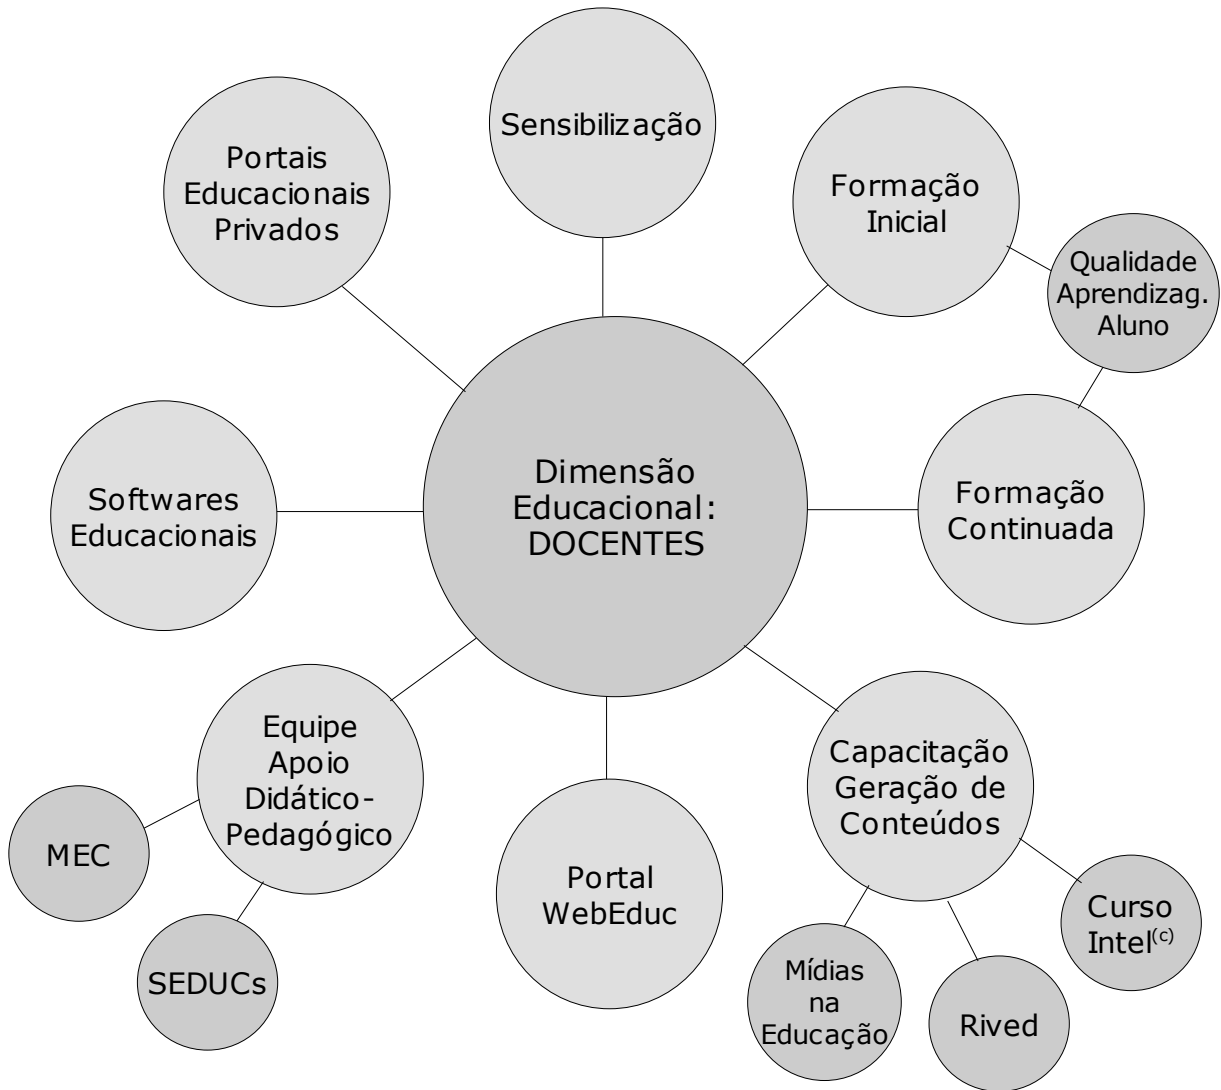 Sensibilização
Portais
Educacionais
Privados
Formação
Inicial
Qualidade
Aprendizag.
Aluno
Dimensão
Educacional:
DOCENTES
Softwares
Educacionais
Formação
Continuada
Equipe
Apoio
Didático-
Pedagógico
Capacitação
Geração de
Conteúdos
MEC
Portal
WebEduc
Curso
Intel(c)
SEDUCs
Mídias
na
Educação
Rived